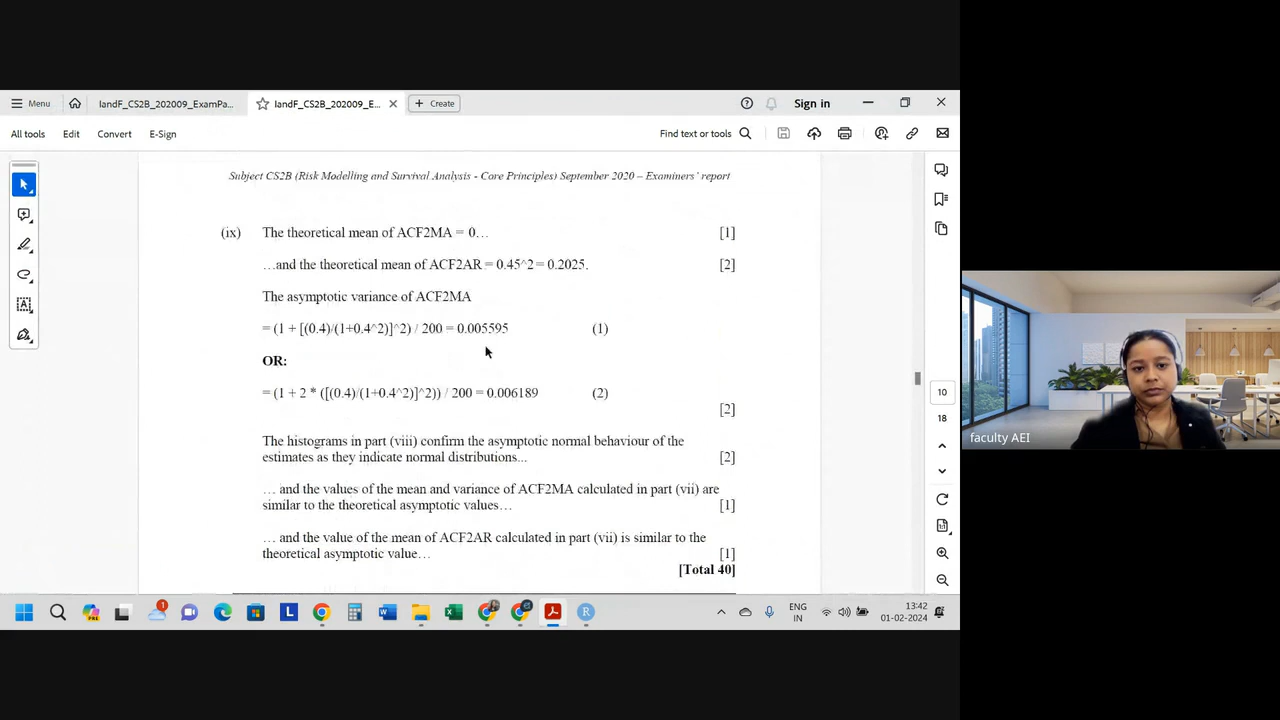 Menu
IandF_CS2B_202009_ExamPa...
IandF_CS2B_202009_E...
Create
Sign in
All tools
Edit
Convert
E-Sign
Find text or tools
Subject CS2B (Risk Modelling and Survival Analysis - Core Principles) September 2020 – Examiners' report
(ix) The theoretical mean of ACF2MA = 0… [1]
…and the theoretical mean of ACF2AR = 0.45^2 = 0.2025. [2]
The asymptotic variance of ACF2MA
= (1 + [(0.4)/(1+0.4^2)]^2) / 200 = 0.005595 (1)
OR:
= (1 + 2 * ([(0.4)/(1+0.4^2)]^2)) / 200 = 0.006189 (2)
[2]
The histograms in part (viii) confirm the asymptotic normal behaviour of the
estimates as they indicate normal distributions... [2]
… and the values of the mean and variance of ACF2MA calculated in part (vii) are
similar to the theoretical asymptotic values… [1]
… and the value of the mean of ACF2AR calculated in part (vii) is similar to the
theoretical asymptotic value… [1]
[Total 40]
10
18
faculty AEI
1
ENG
IN
13:42
01-02-2024